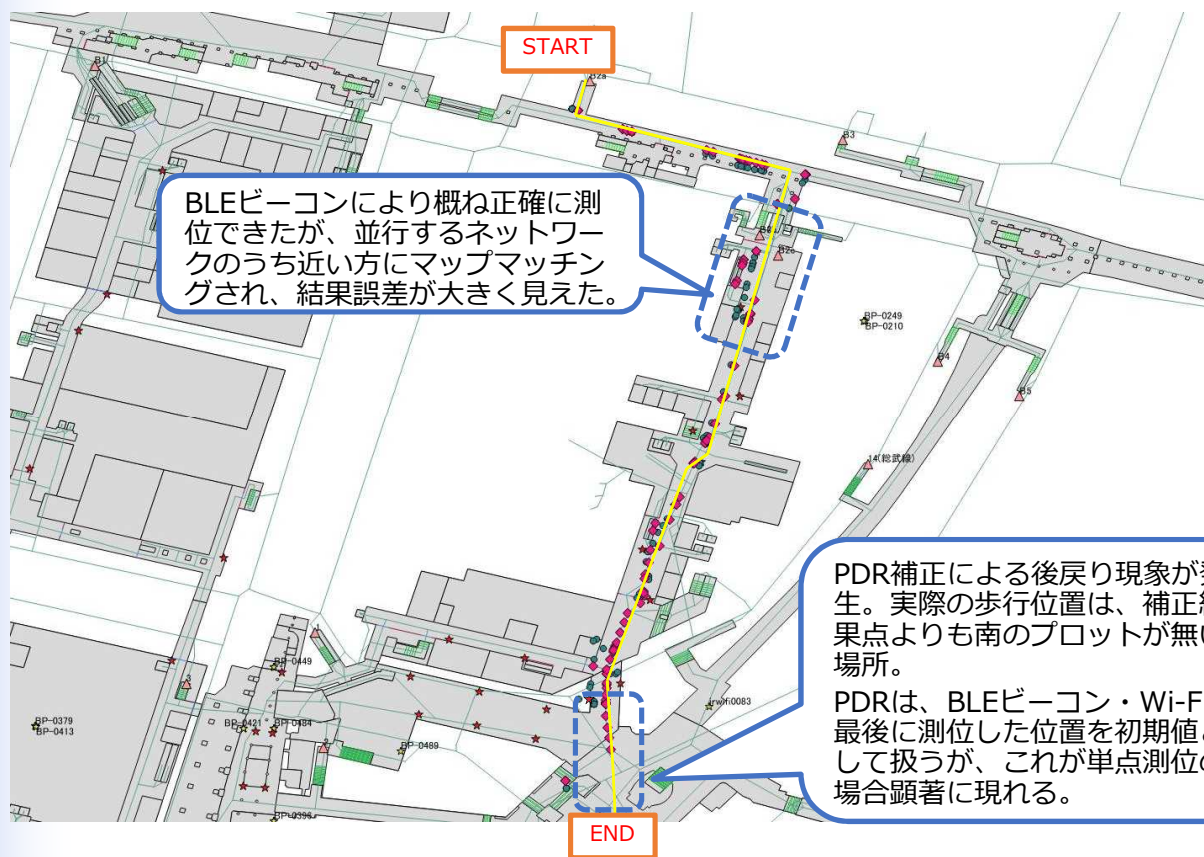 START
B1
B2a
B3
BLEビーコンにより概ね正確に測
位できたが、並行するネットワー
クのうち近い方にマップマッチン
グされ、結果誤差が大きく見えた。
B2c
BP-0249
BP-0210
B4
B5
14(総武線)
PDR補正による後戻り現象が
生。実際の歩行位置は、補正
果点よりも南のプロットが無
場所。
PDRは、BLEビーコン・Wi-F
最後に測位した位置を初期値
して扱うが、これが単点測位
場合顕著に現れる。
1
BP-0449
3
jrwifi0083
BP-0379
BP-0413
BP-0421
BP-0484
2
BP-0489
BP-0396
END